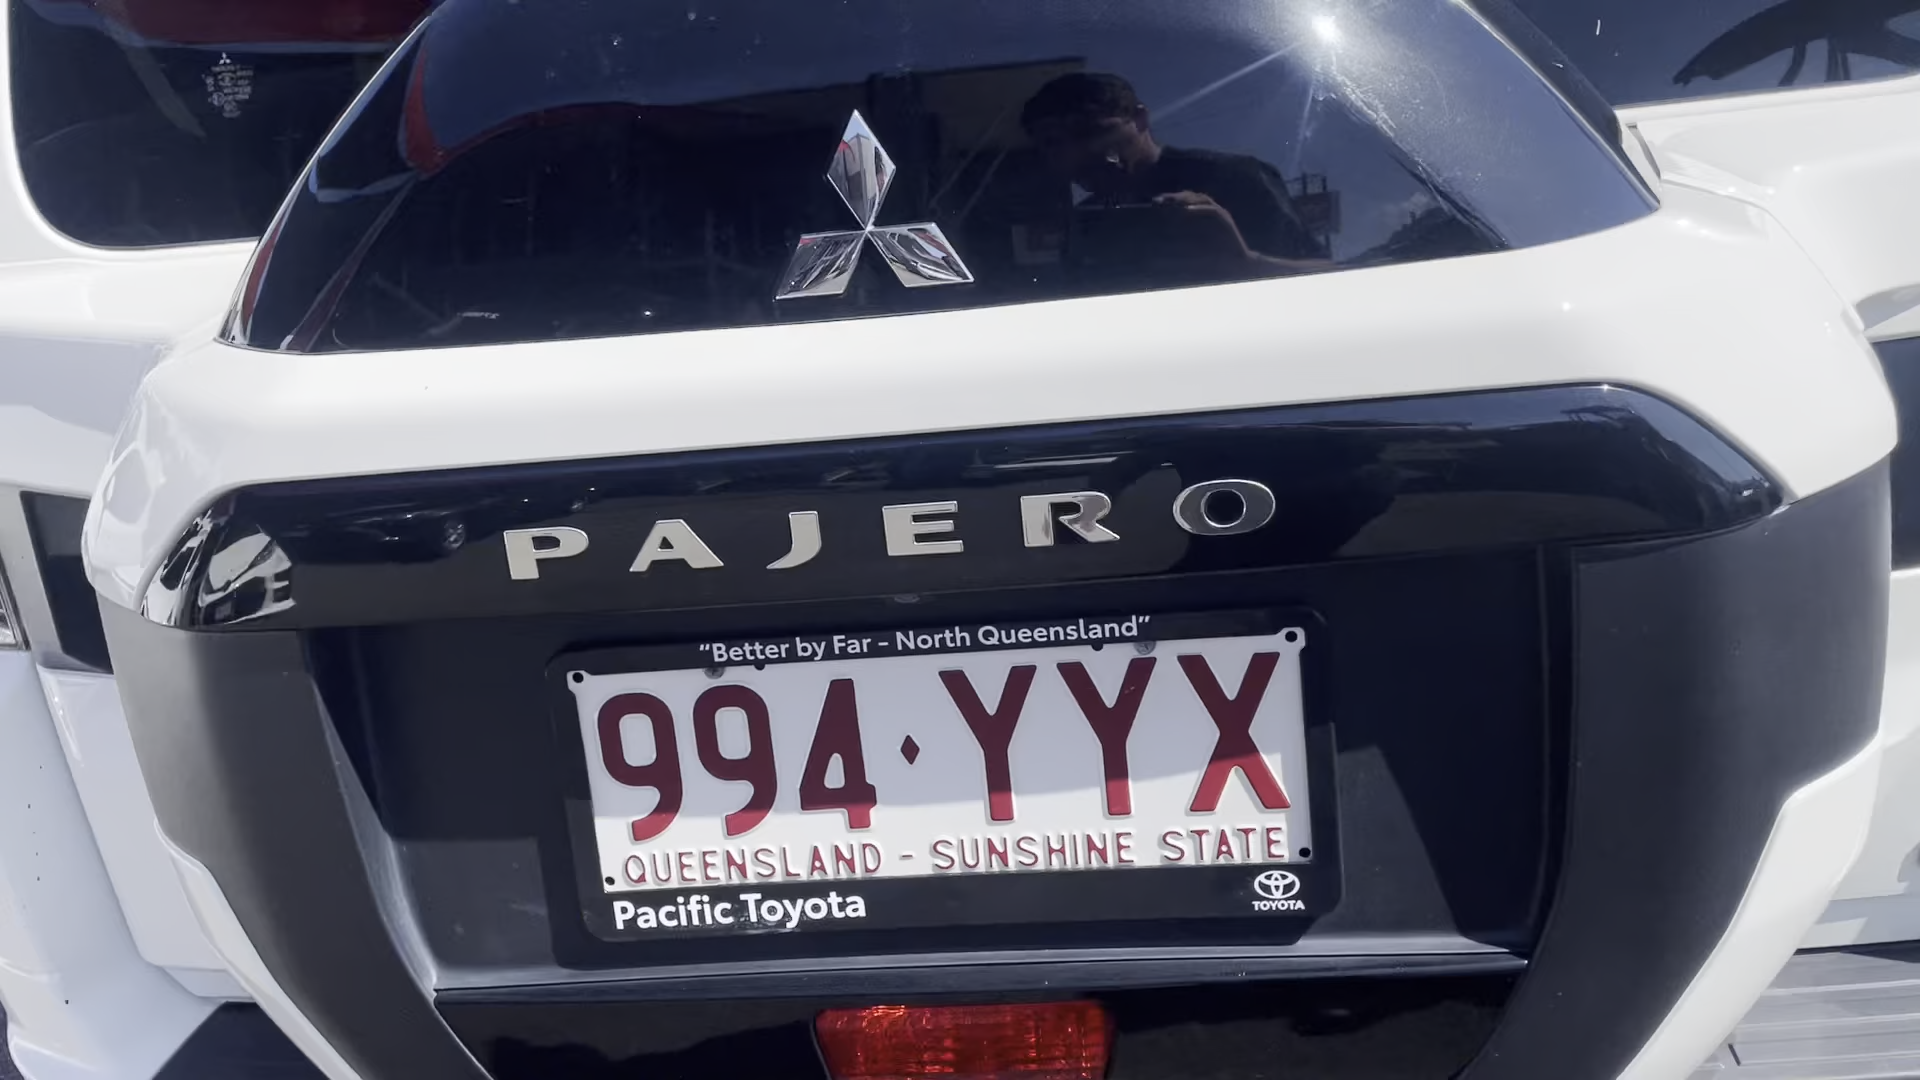 PAJERO
“Better by Far - North Queensland”
994·YYX
QUEENSLAND - SUNSHINE STATE
Pacific Toyota
TOYOTA